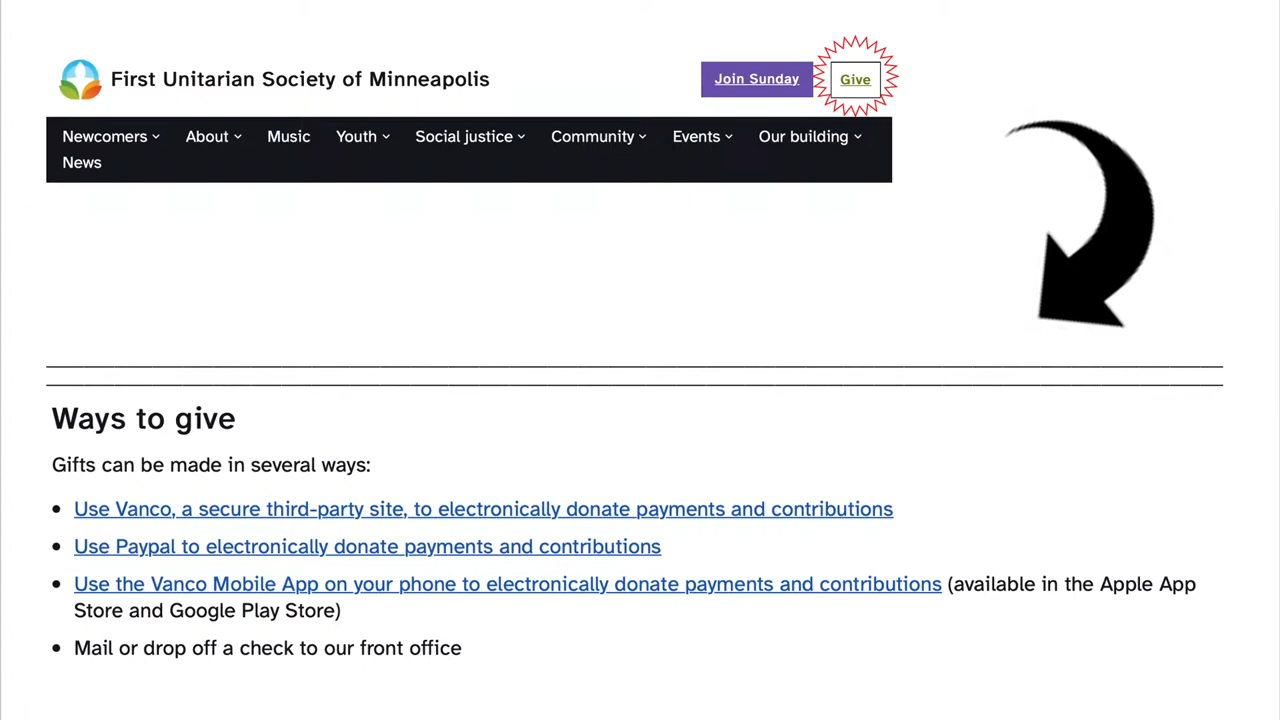 First Unitarian Society of Minneapolis
Join Sunday
Give
Newcomers
About
Music
Youth
Social justice
Community
Events
Our building
News
Ways to give
Gifts can be made in several ways:
Use Vanco, a secure third-party site, to electronically donate payments and contributions
Use Paypal to electronically donate payments and contributions
Use the Vanco Mobile App on your phone to electronically donate payments and contributions (available in the Apple App
Store and Google Play Store)
Mail or drop off a check to our front office